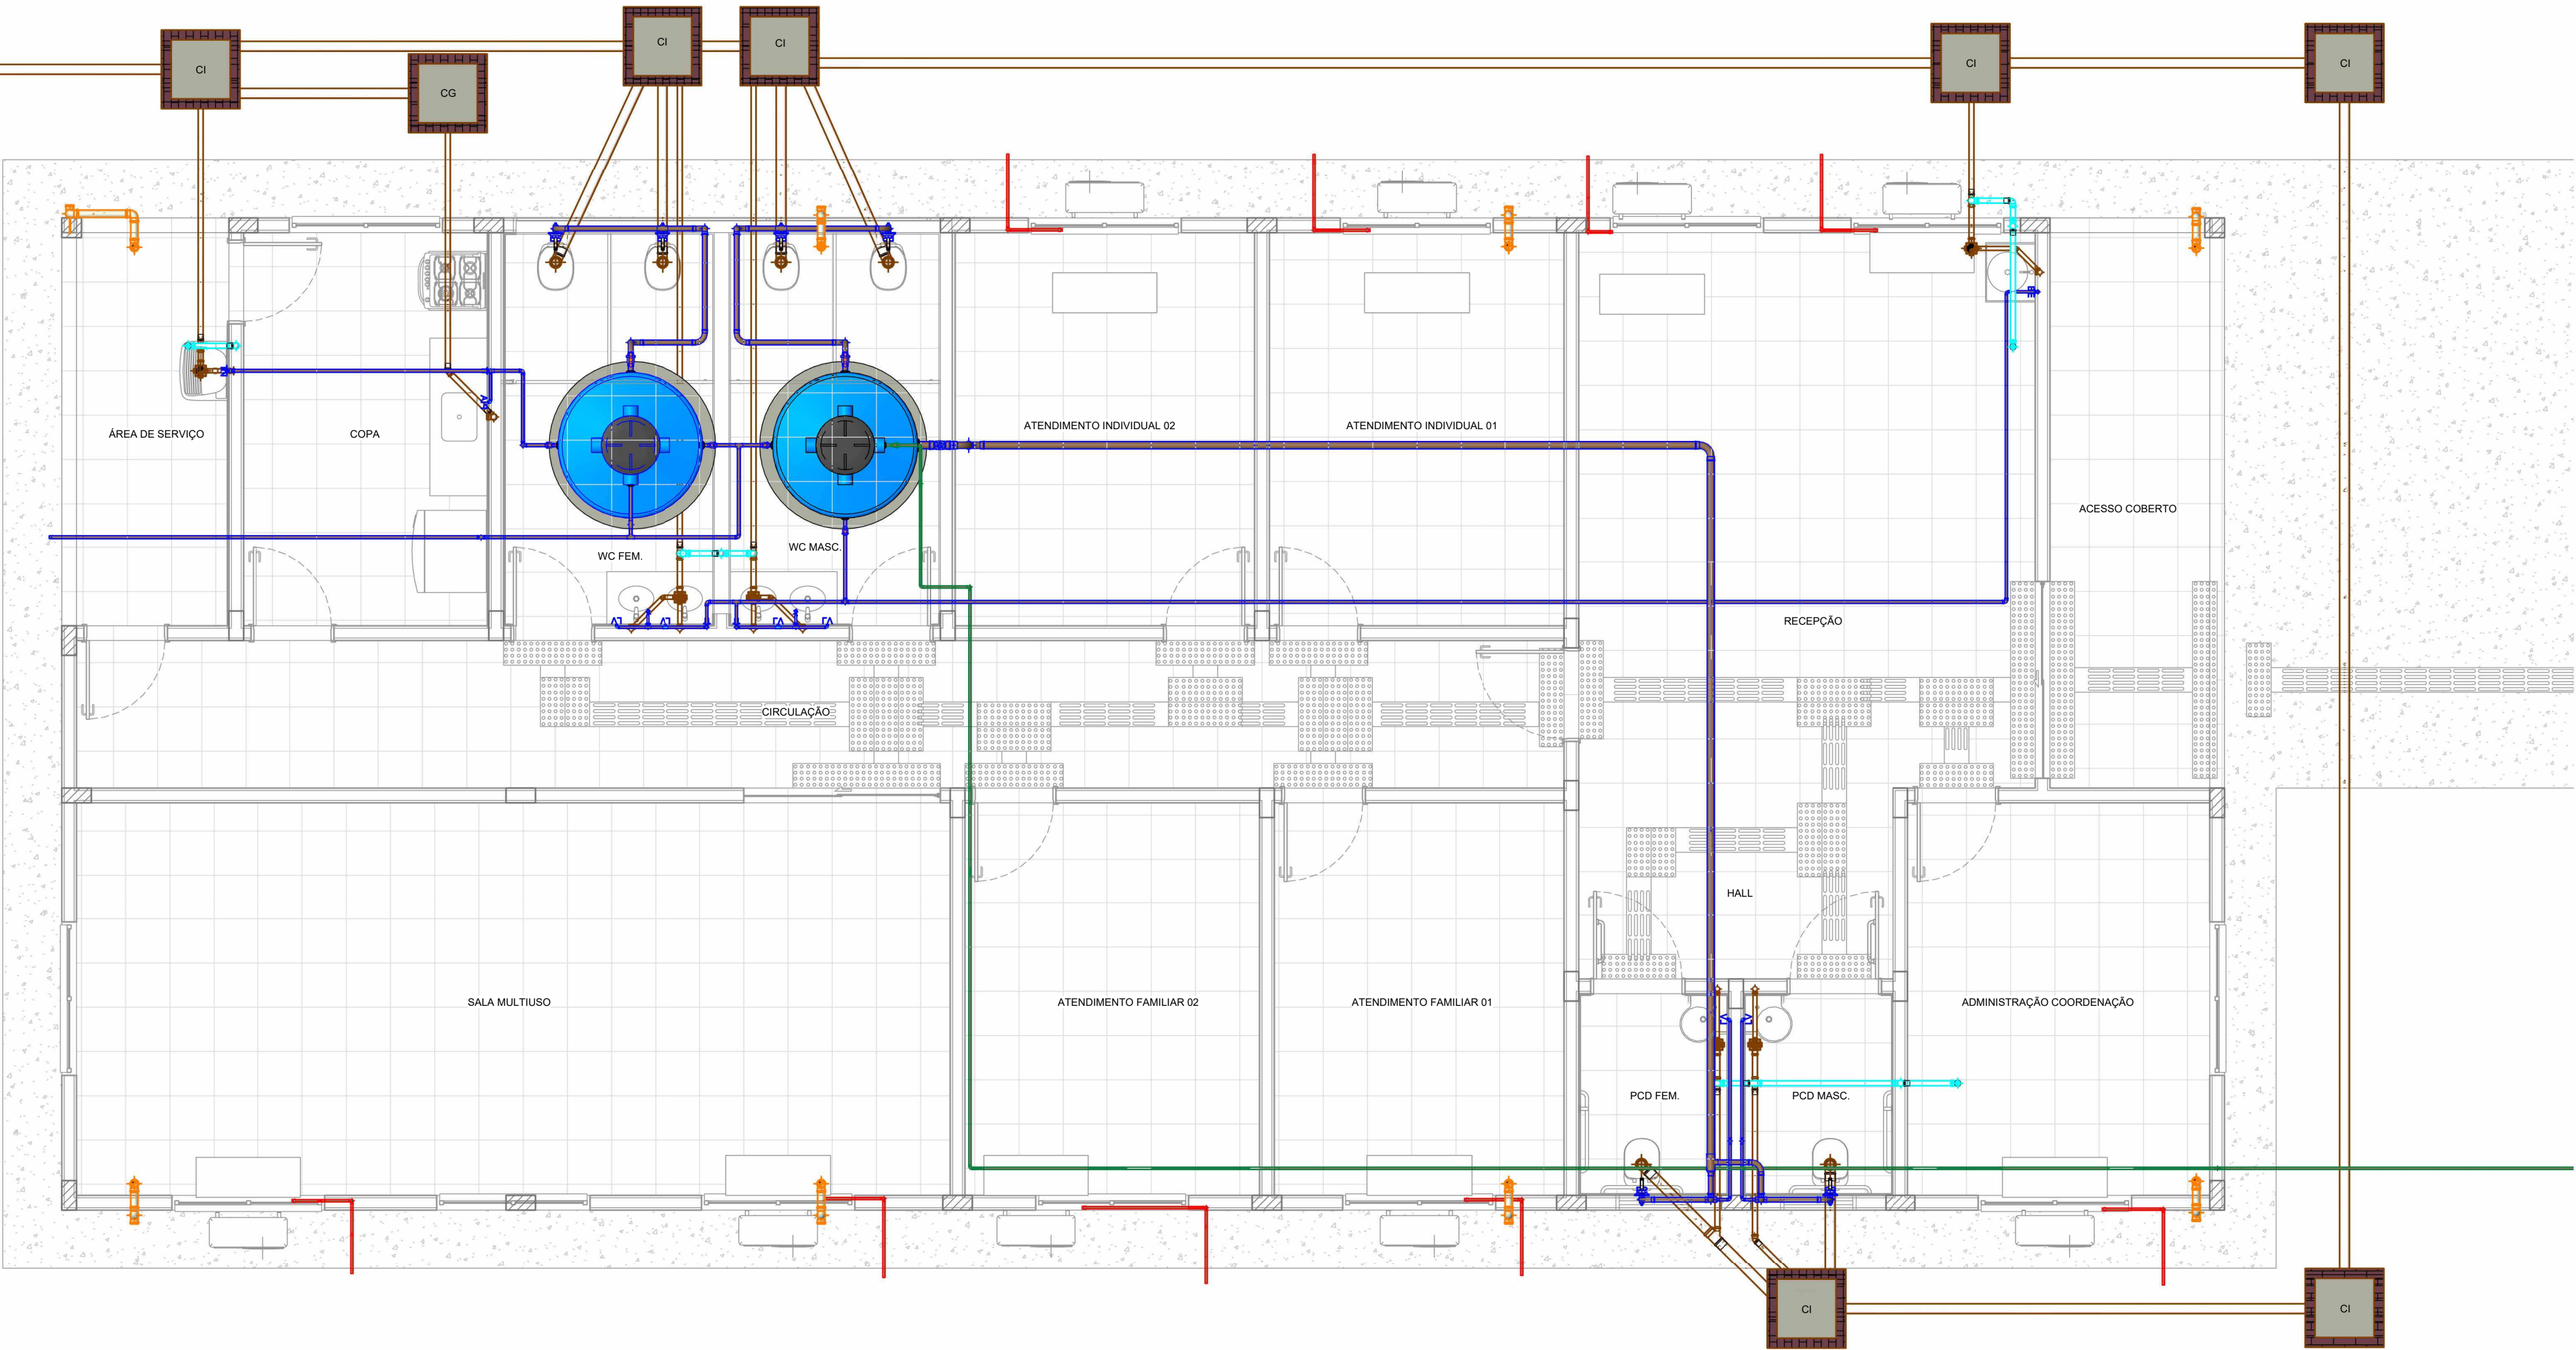 CI
CI
CI
CI
CI
CG
ATENDIMENTO INDIVIDUAL 02
ATENDIMENTO INDIVIDUAL 01
ÁREA DE SERVIÇO
COPA
ACESSO COBERTO
WC FEM.
WC MASC.
RECEPÇÃO
CIRCULAÇÃO
HALL
SALA MULTIUSO
ATENDIMENTO FAMILIAR 02
ATENDIMENTO FAMILIAR 01
ADMINISTRAÇÃO COORDENAÇÃO
PCD FEM.
PCD MASC.
CI
CI